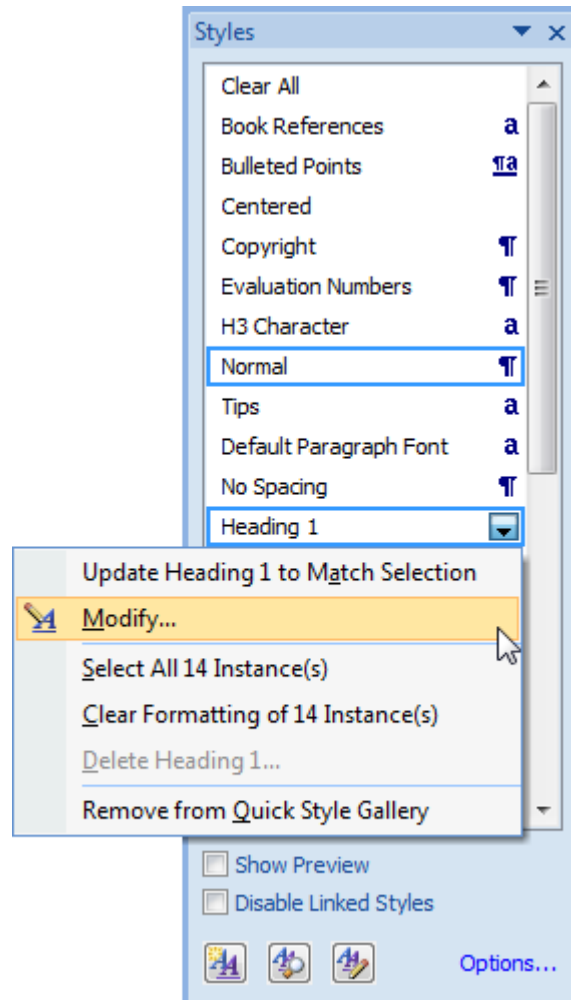 Styles
Clear All
Book References a
Bulleted Points ¶a
Centered
Copyright ¶
Evaluation Numbers ¶
H3 Character a
Normal ¶
Tips a
Default Paragraph Font a
No Spacing ¶
Heading 1
Update Heading 1 to Match Selection
Modify...
Select All 14 Instance(s)
Clear Formatting of 14 Instance(s)
Delete Heading 1...
Remove from Quick Style Gallery
Show Preview
Disable Linked Styles
Options...